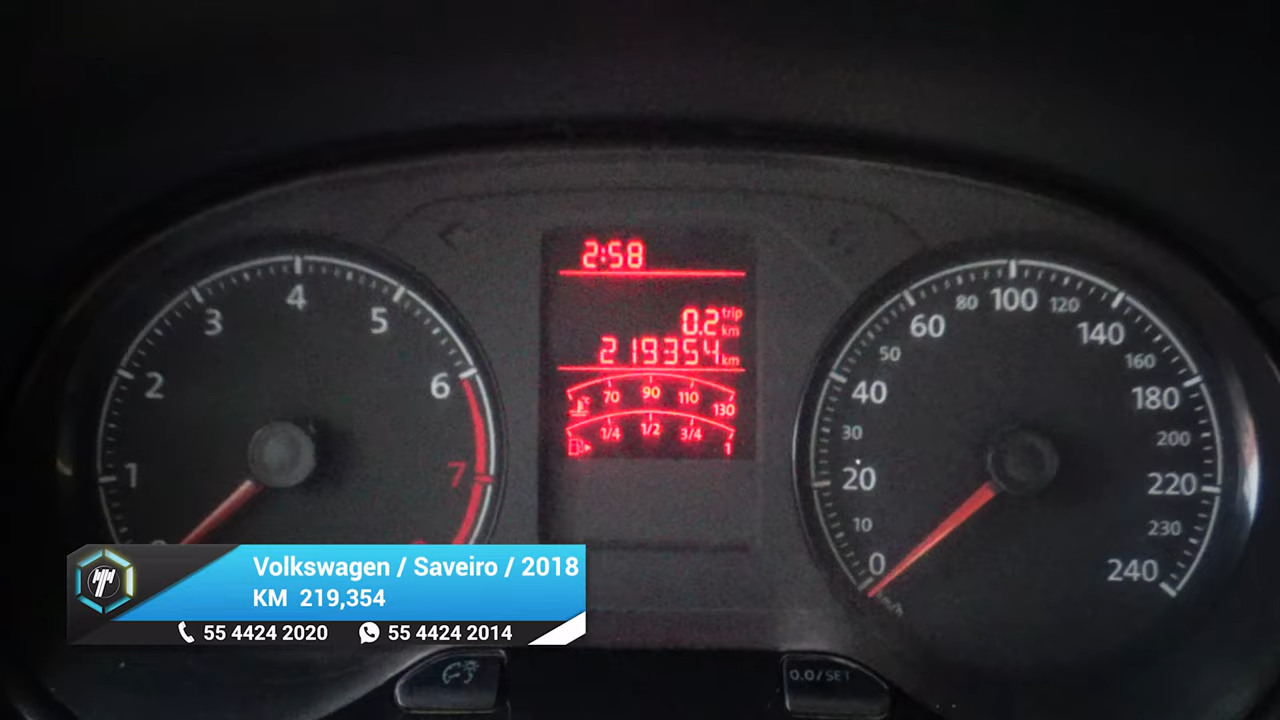 2:58
0.2 trip km
219354 km
70 90 110 130
1/4 1/2 3/4 1
1 2 3 4 5 6 7
0 10 20 30 40 50 60 80 100 120 140 160 180 200 220 230 240
km/h
Volkswagen / Saveiro / 2018
KM 219,354
55 4424 2020 55 4424 2014
0.0/SET